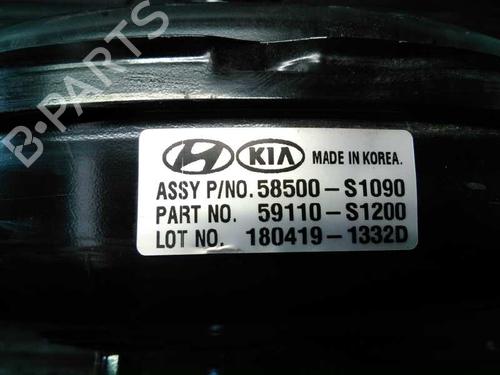 B-PARTS
KIA MADE IN KOREA.
ASSY P/NO. 58500-S1090
PART NO. 59110-S1200
LOT NO. 180419-1332D